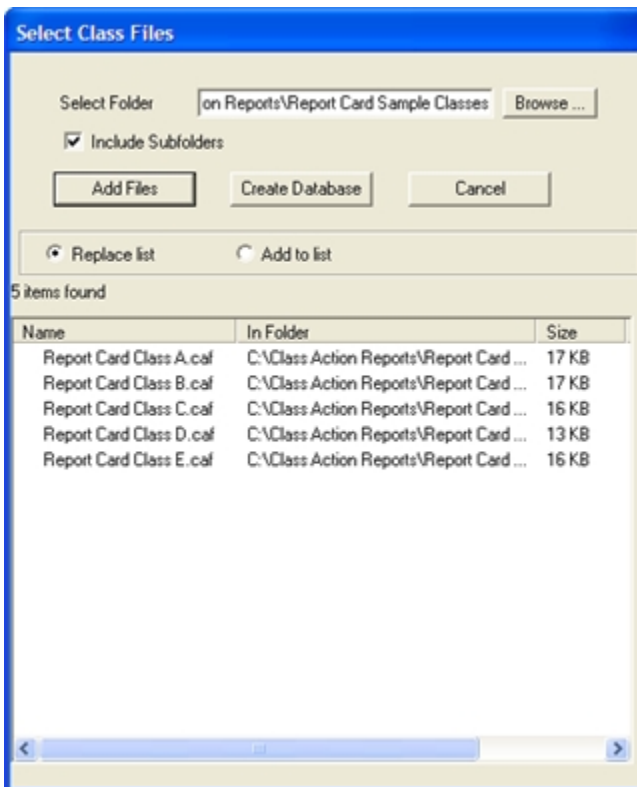 Select Class Files
Select Folder on Reports\Report Card Sample Classes Browse ...
Include Subfolders
Add Files Create Database Cancel
Replace list Add to list
5 items found
Name In Folder Size
Report Card Class A.caf C:\Class Action Reports\Report Card ... 17 KB
Report Card Class B.caf C:\Class Action Reports\Report Card ... 17 KB
Report Card Class C.caf C:\Class Action Reports\Report Card ... 16 KB
Report Card Class D.caf C:\Class Action Reports\Report Card ... 13 KB
Report Card Class E.caf C:\Class Action Reports\Report Card ... 16 KB